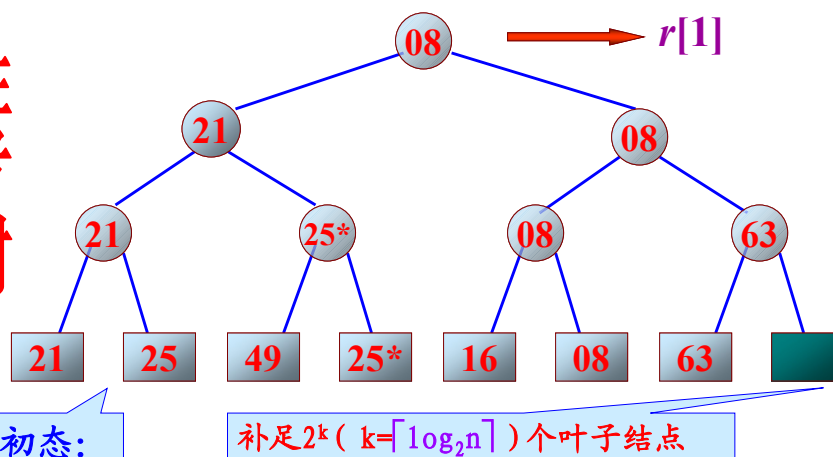 08 r[1]
21 08
21 25* 08 63
21 25 49 25* 16 08 63
初态:
补足2ᵏ( k=⌈log₂n⌉ )个叶子结点